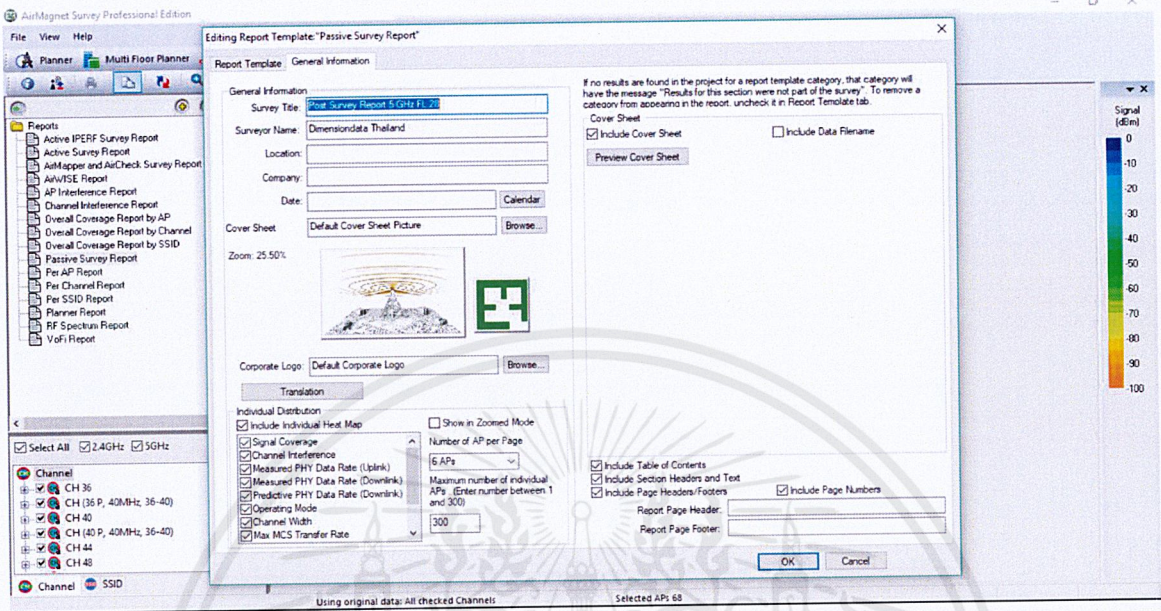 AirMagnet Survey Professional Edition
File View Help
Planner Multi Floor Planner
Reports
Active IPERF Survey Report
Active Survey Report
AirMapper and AirCheck Survey Report
AirWISE Report
AP Interference Report
Channel Interference Report
Overall Coverage Report by AP
Overall Coverage Report by Channel
Overall Coverage Report by SSID
Passive Survey Report
Per AP Report
Per Channel Report
Per SSID Report
Planner Report
RF Spectrum Report
VoFi Report
Select All 2.4GHz 5GHz
Channel
CH 36
CH (36 P, 40MHz, 36-40)
CH 40
CH (40 P, 40MHz, 36-40)
CH 44
CH 48
Channel SSID
Editing Report Template:"Passive Survey Report"
Report Template General Information
General Information
Survey Title: Post Survey Report 5 GHz FL.28
Surveyor Name: Dimensiondata Thailand
Location:
Company:
Date: Calendar
Cover Sheet Default Cover Sheet Picture Browse...
Zoom: 25.50%
Corporate Logo: Default Corporate Logo Browse...
Translation
Individual Distribution
Include Individual Heat Map
Signal Coverage
Channel Interference
Measured PHY Data Rate (Uplink)
Measured PHY Data Rate (Downlink)
Predictive PHY Data Rate (Downlink)
Operating Mode
Channel Width
Max MCS Transfer Rate
Show in Zoomed Mode
Number of AP per Page
6 APs
Maximum number of individual
APs . (Enter number between 1
and 300)
300
If no results are found in the project for a report template category, that category will
have the message "Results for this section were not part of the survey". To remove a
category from appearing in the report, uncheck it in Report Template tab.
Cover Sheet
Include Cover Sheet Include Data Filename
Preview Cover Sheet
Include Table of Contents
Include Section Headers and Text
Include Page Headers/Footers Include Page Numbers
Report Page Header:
Report Page Footer:
OK Cancel
Signal
(dBm)
0
-10
-20
-30
-40
-50
-60
-70
-80
-90
-100
Using original data: All checked Channels Selected APs 68